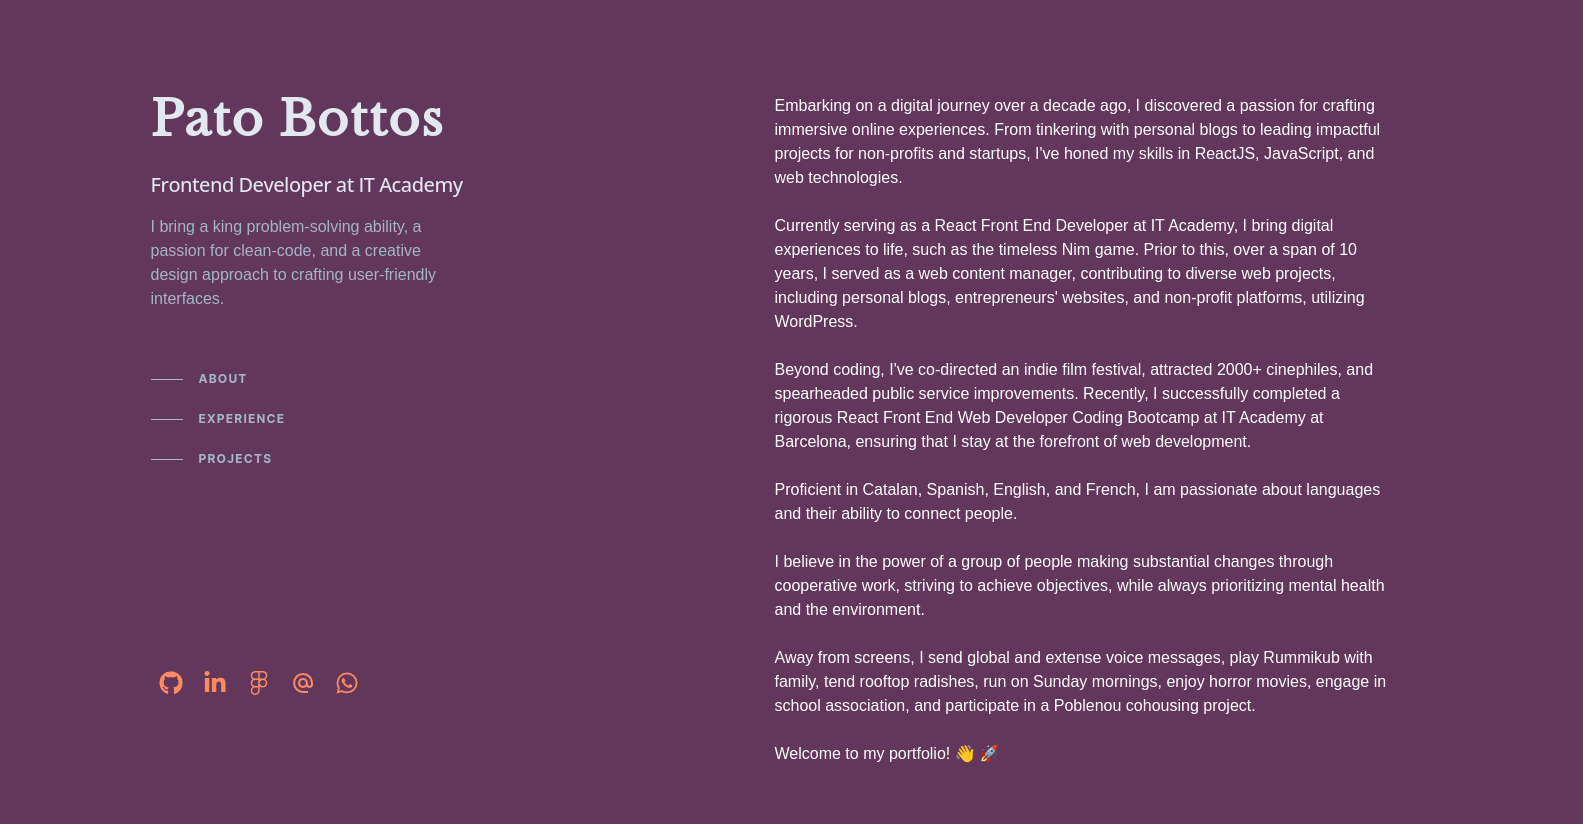 Pato Bottos
Frontend Developer at IT Academy
I bring a king problem-solving ability, a
passion for clean-code, and a creative
design approach to crafting user-friendly
interfaces.
ABOUT
EXPERIENCE
PROJECTS
Embarking on a digital journey over a decade ago, I discovered a passion for crafting
immersive online experiences. From tinkering with personal blogs to leading impactful
projects for non-profits and startups, I've honed my skills in ReactJS, JavaScript, and
web technologies.
Currently serving as a React Front End Developer at IT Academy, I bring digital
experiences to life, such as the timeless Nim game. Prior to this, over a span of 10
years, I served as a web content manager, contributing to diverse web projects,
including personal blogs, entrepreneurs' websites, and non-profit platforms, utilizing
WordPress.
Beyond coding, I've co-directed an indie film festival, attracted 2000+ cinephiles, and
spearheaded public service improvements. Recently, I successfully completed a
rigorous React Front End Web Developer Coding Bootcamp at IT Academy at
Barcelona, ensuring that I stay at the forefront of web development.
Proficient in Catalan, Spanish, English, and French, I am passionate about languages
and their ability to connect people.
I believe in the power of a group of people making substantial changes through
cooperative work, striving to achieve objectives, while always prioritizing mental health
and the environment.
Away from screens, I send global and extense voice messages, play Rummikub with
family, tend rooftop radishes, run on Sunday mornings, enjoy horror movies, engage in
school association, and participate in a Poblenou cohousing project.
Welcome to my portfolio! 👋 🚀